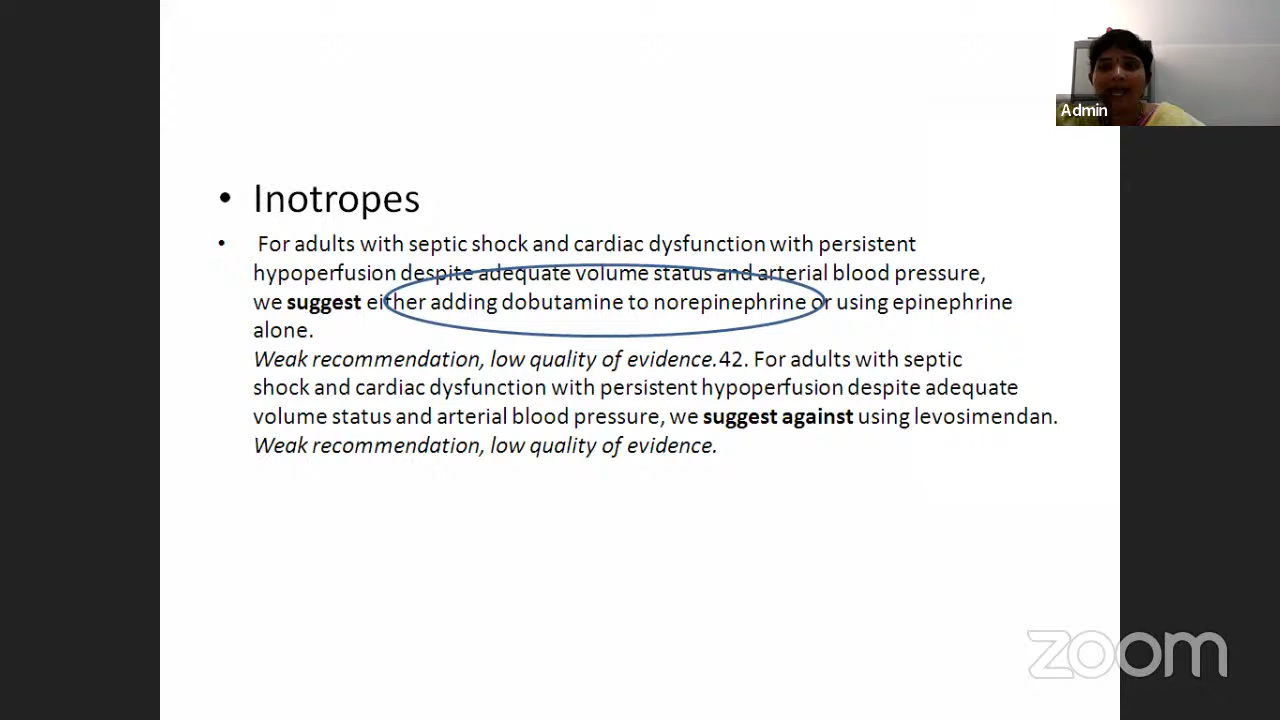 Admin
• Inotropes
• For adults with septic shock and cardiac dysfunction with persistent
hypoperfusion despite adequate volume status and arterial blood pressure,
we suggest either adding dobutamine to norepinephrine or using epinephrine
alone.
Weak recommendation, low quality of evidence.42. For adults with septic
shock and cardiac dysfunction with persistent hypoperfusion despite adequate
volume status and arterial blood pressure, we suggest against using levosimendan.
Weak recommendation, low quality of evidence.
zoom